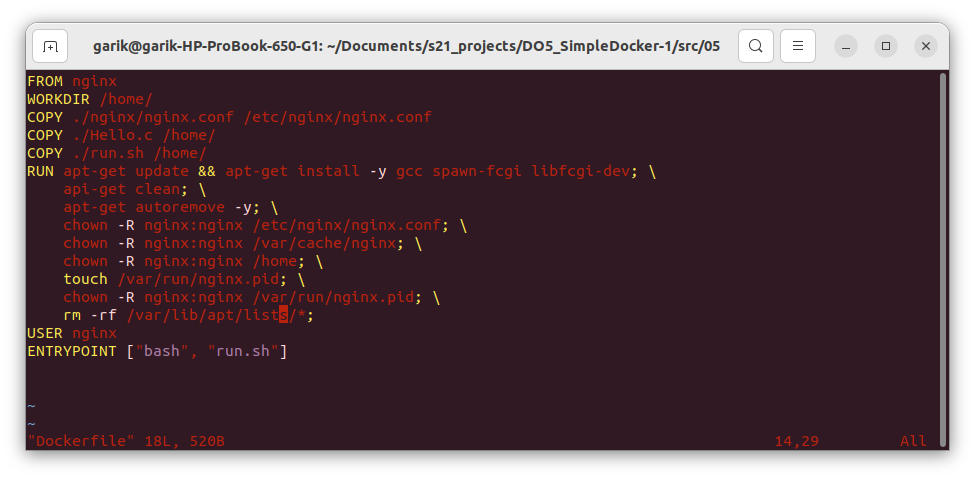 garik@garik-HP-ProBook-650-G1: ~/Documents/s21_projects/DO5_SimpleDocker-1/src/05
FROM nginx
WORKDIR /home/
COPY ./nginx/nginx.conf /etc/nginx/nginx.conf
COPY ./Hello.c /home/
COPY ./run.sh /home/
RUN apt-get update && apt-get install -y gcc spawn-fcgi libfcgi-dev; \
    api-get clean; \
    apt-get autoremove -y; \
    chown -R nginx:nginx /etc/nginx/nginx.conf; \
    chown -R nginx:nginx /var/cache/nginx; \
    chown -R nginx:nginx /home; \
    touch /var/run/nginx.pid; \
    chown -R nginx:nginx /var/run/nginx.pid; \
    rm -rf /var/lib/apt/lists/*;
USER nginx
ENTRYPOINT ["bash", "run.sh"]
~
~
"Dockerfile" 18L, 520B 14,29 All